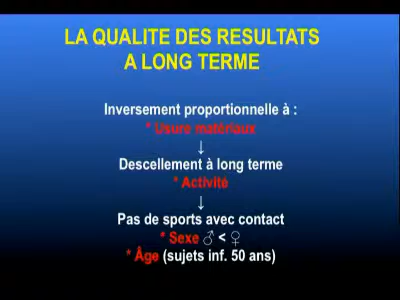 LA QUALITE DES RESULTATS
A LONG TERME
Inversement proportionnelle à :
* Usure matériaux
↓
Descellement à long terme
* Activité
↓
Pas de sports avec contact
* Sexe ♂ < ♀
* Âge (sujets inf. 50 ans)